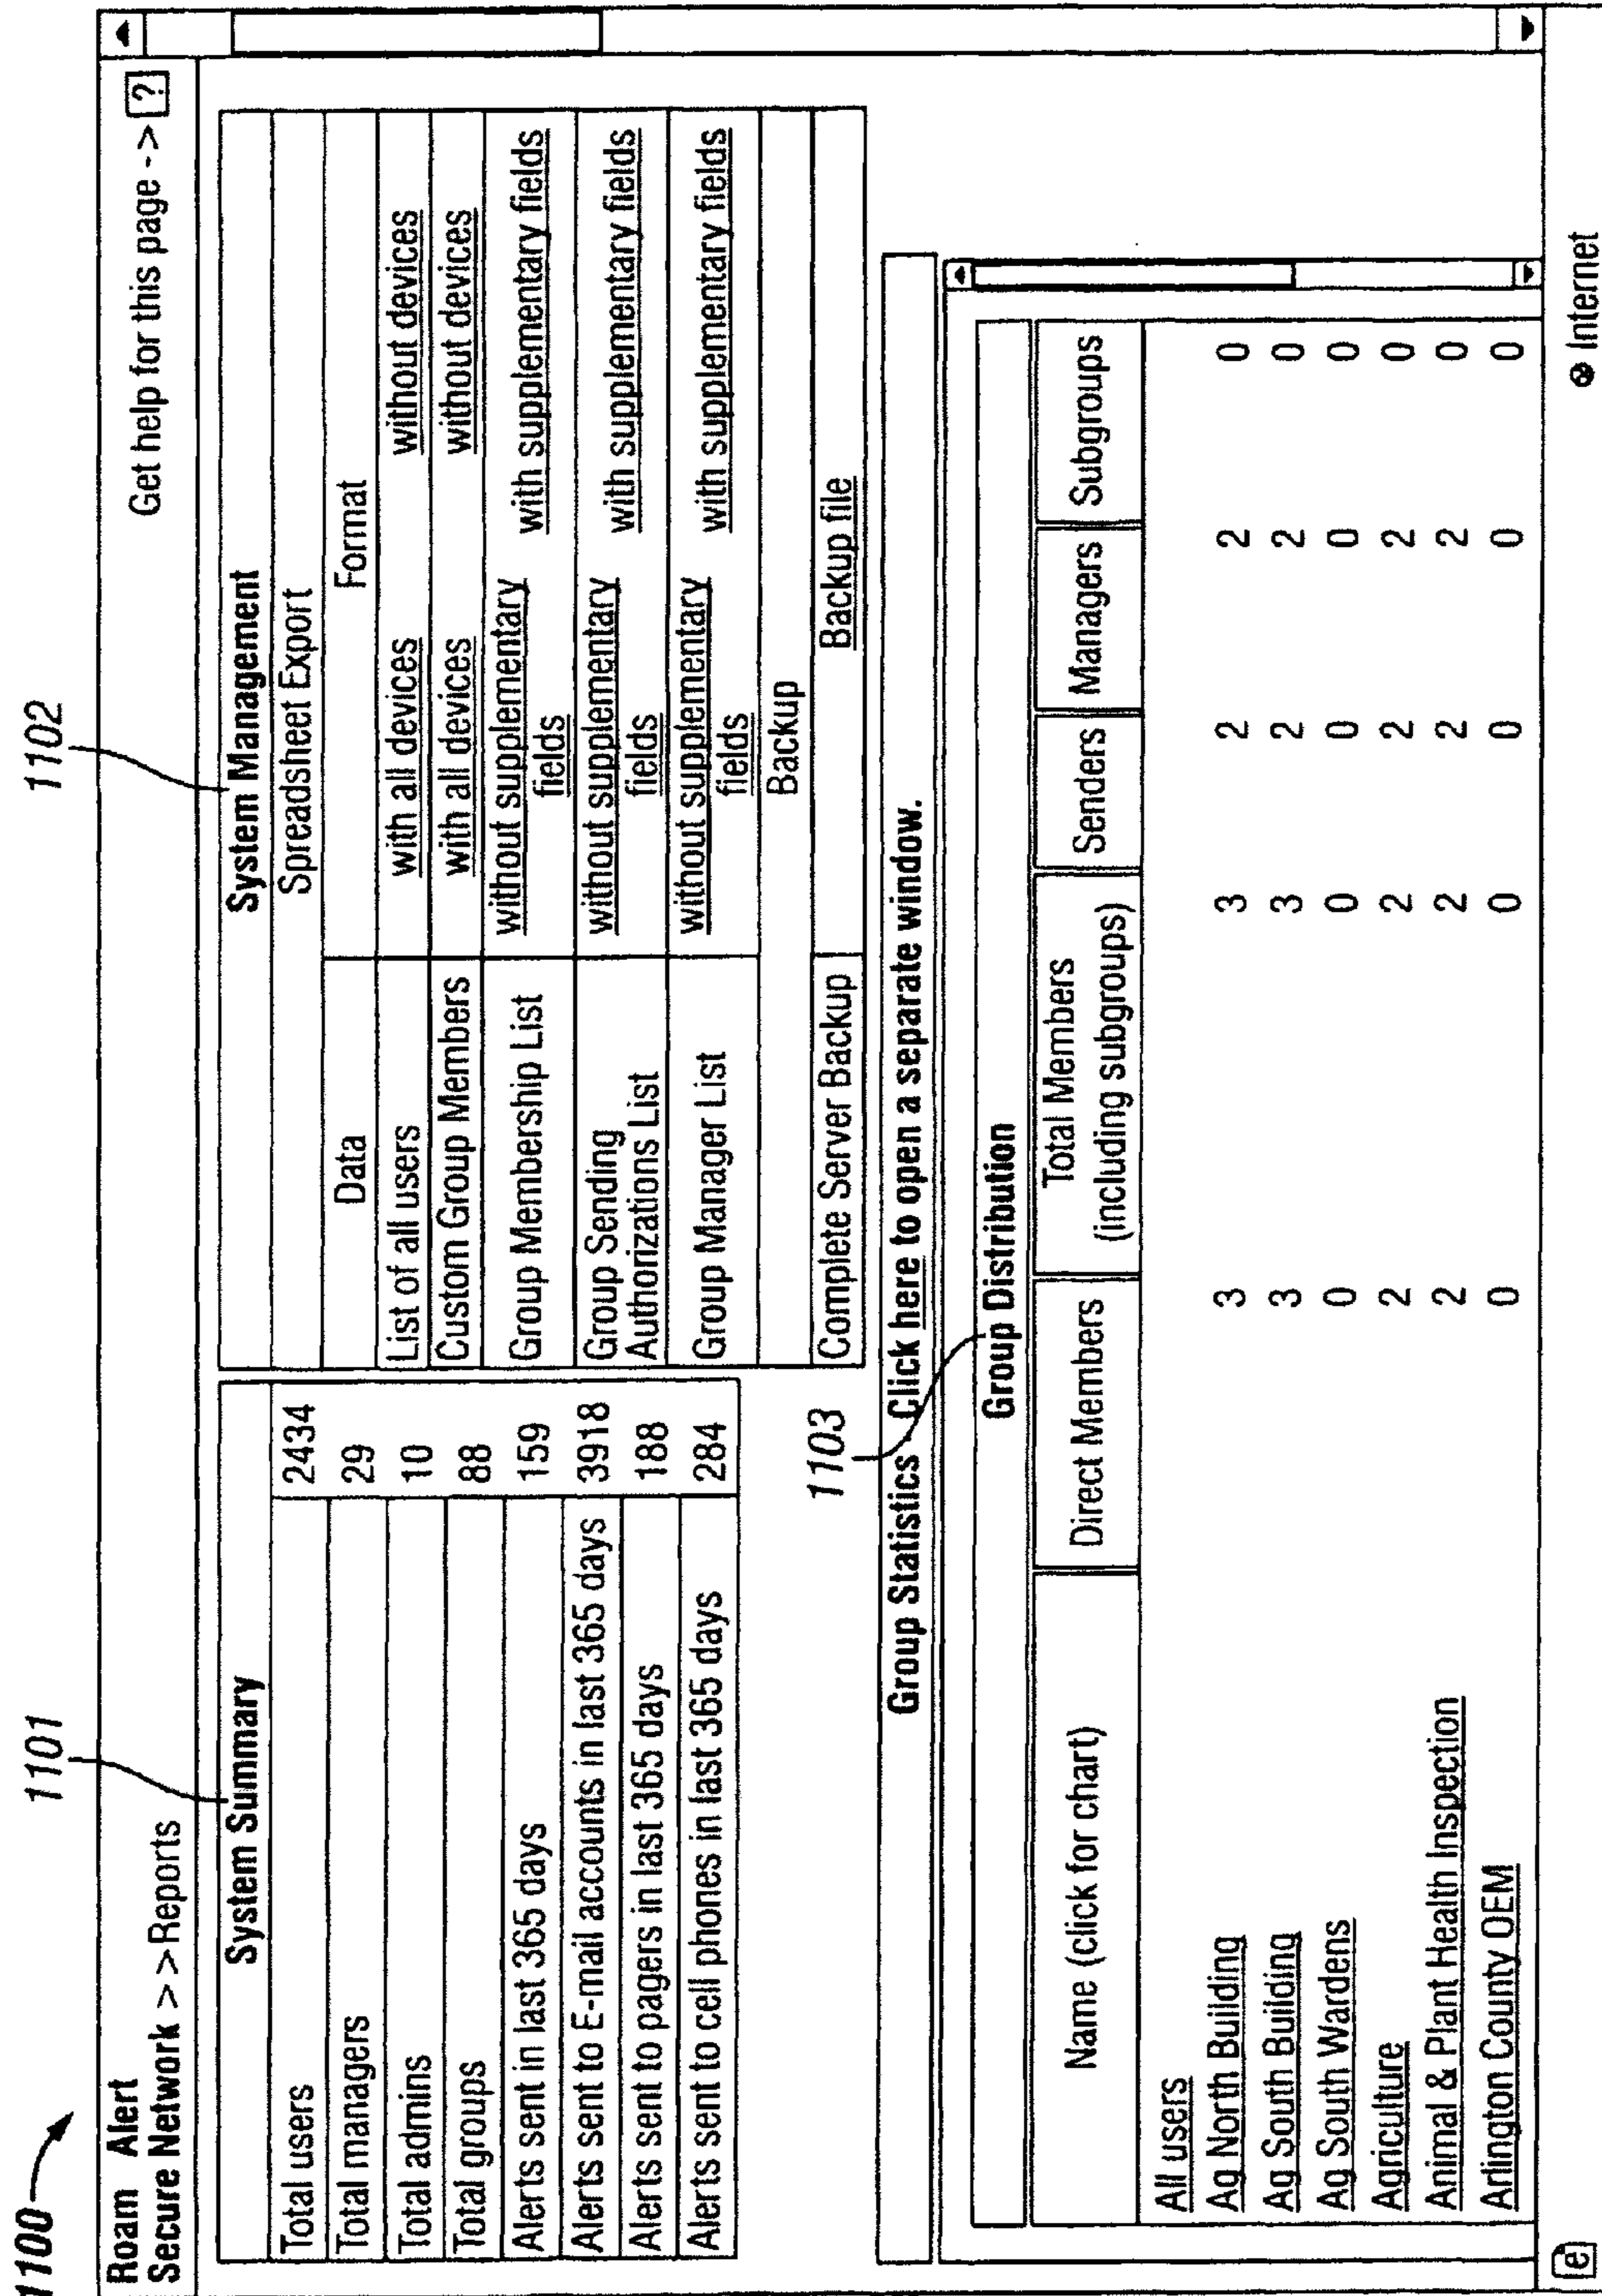 1100
1101
1102
Roam Alert
Secure Network >>Reports
Get help for this page -> ?
System Summary
Total users 2434
Total managers 29
Total admins 10
Total groups 88
Alerts sent in last 365 days 159
Alerts sent to E-mail accounts in last 365 days 3918
Alerts sent to pagers in last 365 days 188
Alerts sent to cell phones in last 365 days 284
System Management
Spreadsheet Export
Data Format
List of all users with all devices without devices
Custom Group Members with all devices without devices
Group Membership List without supplementary fields with supplementary fields
Group Sending Authorizations List without supplementary fields with supplementary fields
Group Manager List without supplementary fields with supplementary fields
Backup
Complete Server Backup Backup file
1103
Group Statistics . Click here to open a separate window.
Group Distribution
Name (click for chart) Direct Members Total Members (including subgroups) Senders Managers Subgroups
All users
Ag North Building 3 3 2 2 0
Ag South Building 3 3 2 2 0
Ag South Wardens 0 0 0 0 0
Agriculture 2 2 2 2 0
Animal & Plant Health Inspection 2 2 2 2 0
Arlington County OEM 0 0 0 0 0
e
Internet